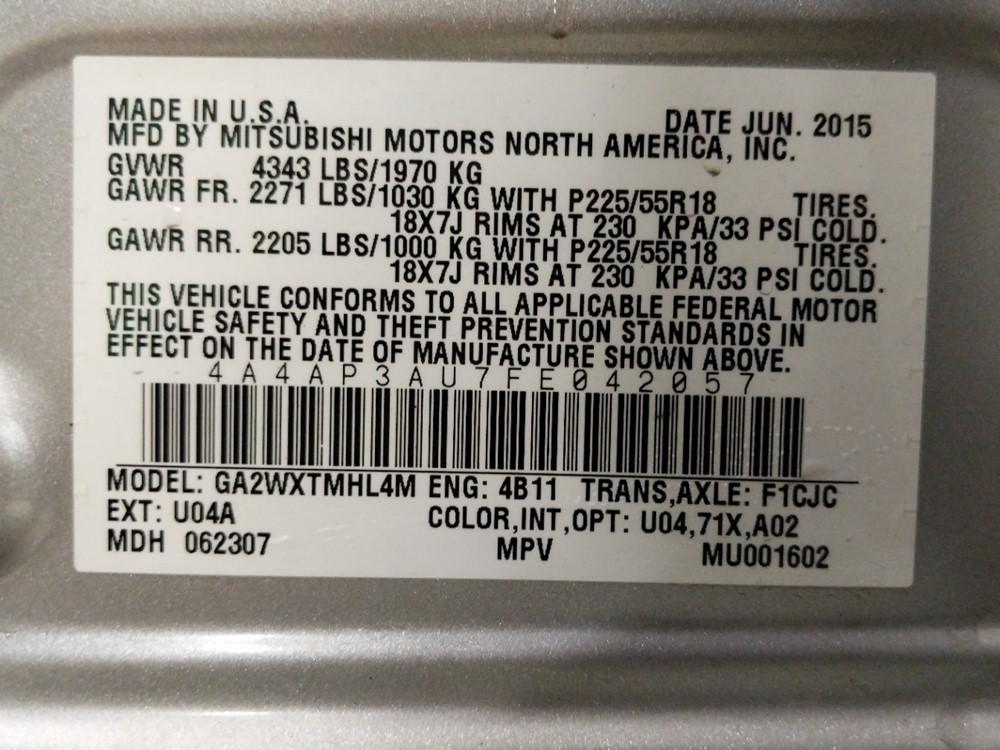 MADE IN U.S.A. DATE JUN. 2015
MFD BY MITSUBISHI MOTORS NORTH AMERICA, INC.
GVWR 4343 LBS/1970 KG
GAWR FR. 2271 LBS/1030 KG WITH P225/55R18 TIRES.
18X7J RIMS AT 230 KPA/33 PSI COLD.
GAWR RR. 2205 LBS/1000 KG WITH P225/55R18 TIRES.
18X7J RIMS AT 230 KPA/33 PSI COLD.
THIS VEHICLE CONFORMS TO ALL APPLICABLE FEDERAL MOTOR
VEHICLE SAFETY AND THEFT PREVENTION STANDARDS IN
EFFECT ON THE DATE OF MANUFACTURE SHOWN ABOVE.
4A4AP3AU7FE042057
MODEL: GA2WXTMHL4M ENG: 4B11 TRANS,AXLE: F1CJC
EXT: U04A COLOR,INT,OPT: U04,71X,A02
MDH 062307 MPV MU001602